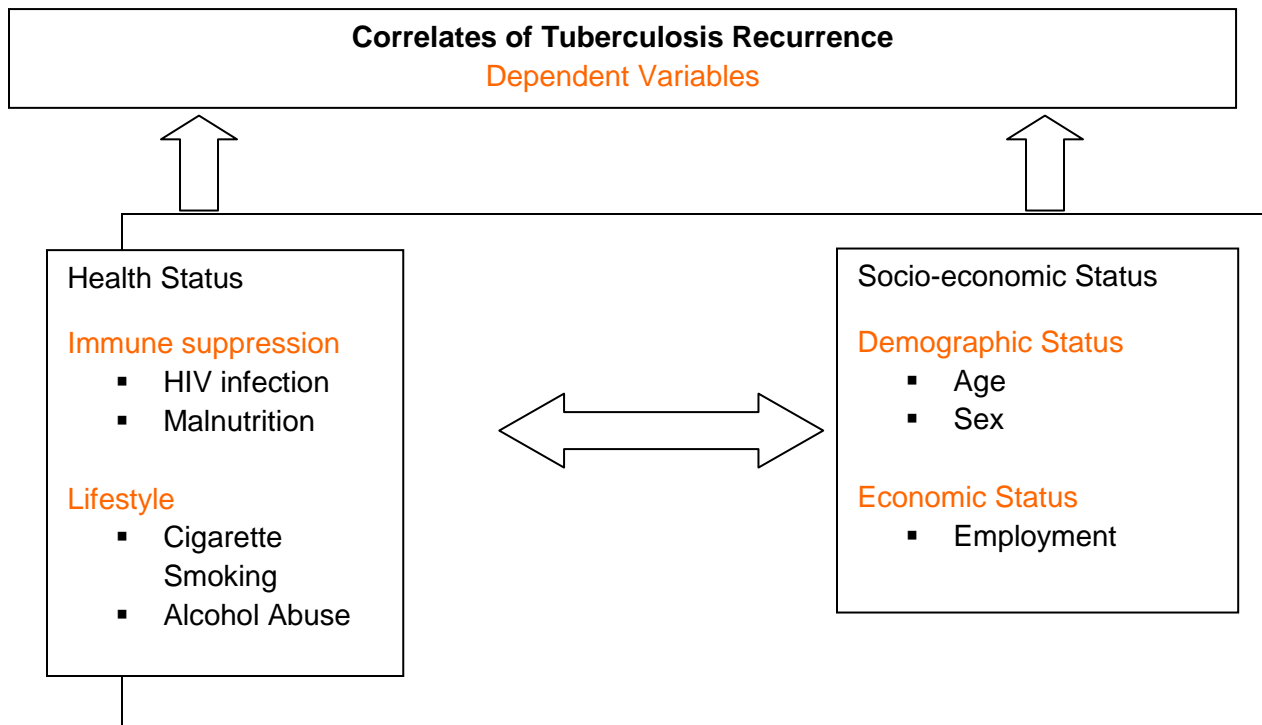 Correlates of Tuberculosis Recurrence
Dependent Variables
Health Status
Immune suppression
▪ HIV infection
▪ Malnutrition
Lifestyle
▪ Cigarette
Smoking
▪ Alcohol Abuse
Socio-economic Status
Demographic Status
▪ Age
▪ Sex
Economic Status
▪ Employment